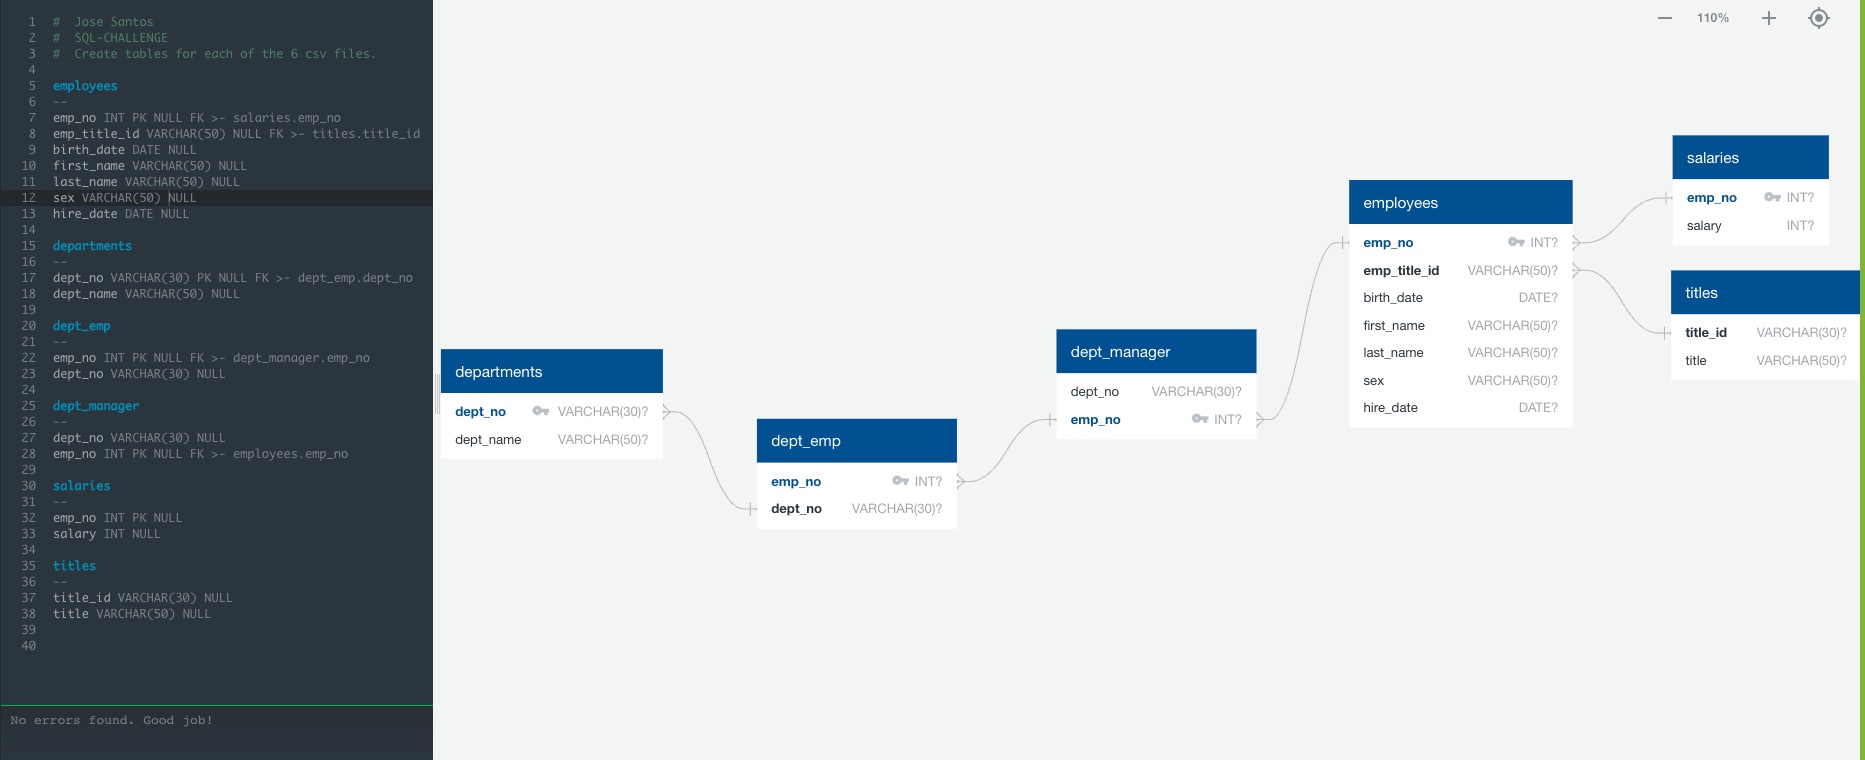 1 #  Jose Santos
2 #  SQL-CHALLENGE
3 #  Create tables for each of the 6 csv files.
4
5 employees
6 --
7 emp_no INT PK NULL FK >- salaries.emp_no
8 emp_title_id VARCHAR(50) NULL FK >- titles.title_id
9 birth_date DATE NULL
10 first_name VARCHAR(50) NULL
11 last_name VARCHAR(50) NULL
12 sex VARCHAR(50) NULL
13 hire_date DATE NULL
14
15 departments
16 --
17 dept_no VARCHAR(30) PK NULL FK >- dept_emp.dept_no
18 dept_name VARCHAR(50) NULL
19
20 dept_emp
21 --
22 emp_no INT PK NULL FK >- dept_manager.emp_no
23 dept_no VARCHAR(30) NULL
24
25 dept_manager
26 --
27 dept_no VARCHAR(30) NULL
28 emp_no INT PK NULL FK >- employees.emp_no
29
30 salaries
31 --
32 emp_no INT PK NULL
33 salary INT NULL
34
35 titles
36 --
37 title_id VARCHAR(30) NULL
38 title VARCHAR(50) NULL
39
40
No errors found. Good job!
110%
departments
dept_no VARCHAR(30)?
dept_name VARCHAR(50)?
dept_emp
emp_no INT?
dept_no VARCHAR(30)?
dept_manager
dept_no VARCHAR(30)?
emp_no INT?
employees
emp_no INT?
emp_title_id VARCHAR(50)?
birth_date DATE?
first_name VARCHAR(50)?
last_name VARCHAR(50)?
sex VARCHAR(50)?
hire_date DATE?
salaries
emp_no INT?
salary INT?
titles
title_id VARCHAR(30)?
title VARCHAR(50)?